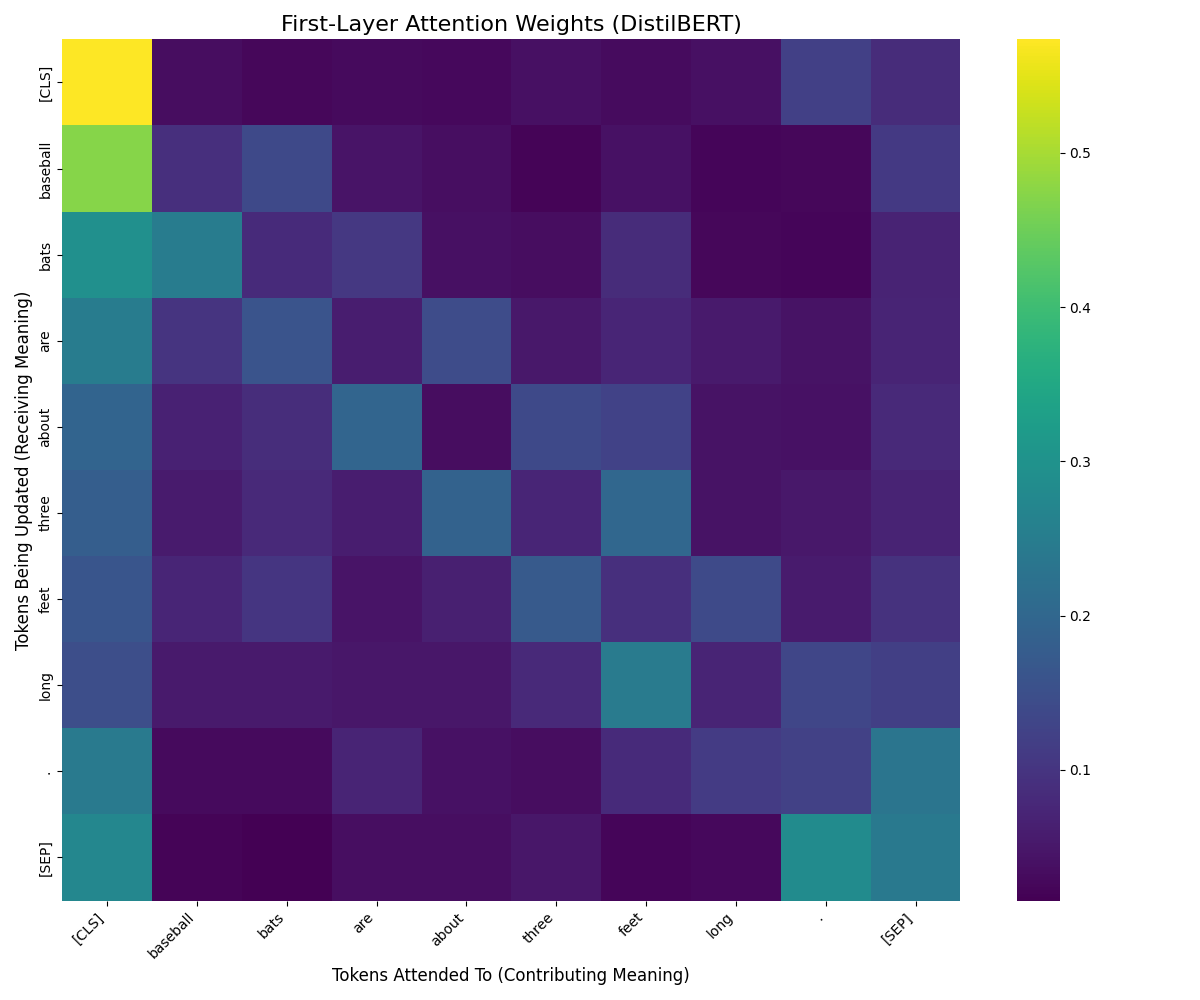 First-Layer Attention Weights (DistilBERT)
Tokens Being Updated (Receiving Meaning)
[CLS]
baseball
bats
are
about
three
feet
long
.
[SEP]
[CLS]
baseball
bats
are
about
three
feet
long
.
[SEP]
Tokens Attended To (Contributing Meaning)
0.5
0.4
0.3
0.2
0.1